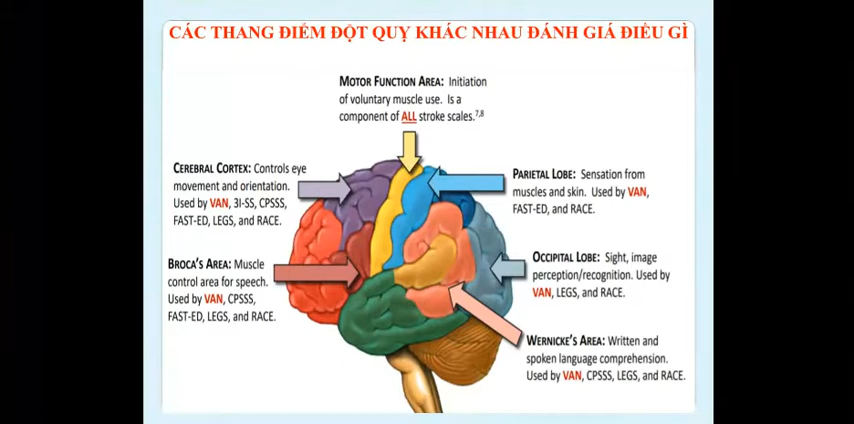 CÁC THANG ĐIỂM ĐỘT QUỴ KHÁC NHAU ĐÁNH GIÁ ĐIỀU GÌ
MOTOR FUNCTION AREA: Initiation
of voluntary muscle use. Is a
component of ALL stroke scales.7,8
CEREBRAL CORTEX: Controls eye
movement and orientation.
Used by VAN, 3I-SS, CPSSS,
FAST-ED, LEGS, and RACE.
PARIETAL LOBE: Sensation from
muscles and skin. Used by VAN,
FAST-ED, and RACE.
BROCA'S AREA: Muscle
control area for speech.
Used by VAN, CPSSS,
FAST-ED, LEGS, and RACE.
OCCIPITAL LOBE: Sight, image
perception/recognition. Used by
VAN, LEGS, and RACE.
WERNICKE'S AREA: Written and
spoken language comprehension.
Used by VAN, CPSSS, LEGS, and RACE.